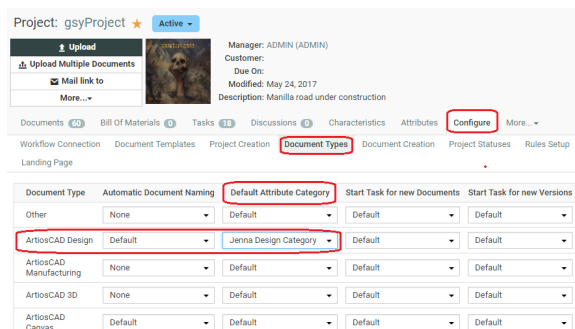 Project: gsyProject
Active
Upload
Upload Multiple Documents
Mail link to
More...
Manager: ADMIN (ADMIN)
Customer:
Due On:
Modified: May 24, 2017
Description: Manilla road under construction
Documents 60 Bill Of Materials 0 Tasks 18 Discussions 0 Characteristics Attributes Configure More...
Workflow Connection Document Templates Project Creation Document Types Document Creation Project Statuses Rules Setup
Landing Page
Document Type Automatic Document Naming Default Attribute Category Start Task for new Documents Start Task for new Versions
Other None Default Default Default
ArtiosCAD Design Default Jenna Design Category Default Default
ArtiosCAD
Manufacturing None Default Default Default
ArtiosCAD 3D None Default Default Default
ArtiosCAD
Canvas Default Default Default Default